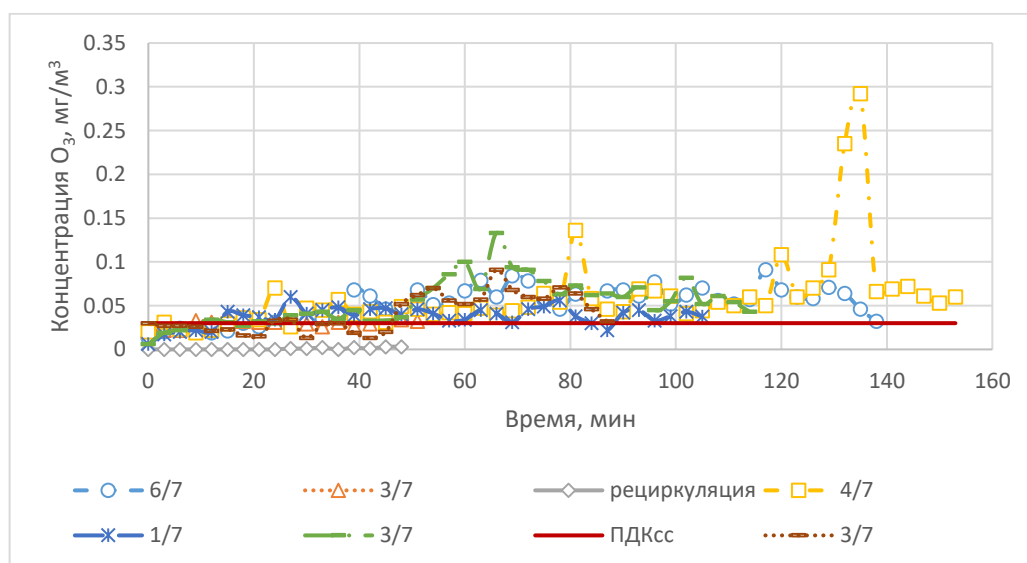 Концентрация O₃, мг/м³
0.35
0.3
0.25
0.2
0.15
0.1
0.05
0
0 20 40 60 80 100 120 140 160
Время, мин
6/7 3/7 рециркуляция 4/7
1/7 3/7 ПДКсс 3/7